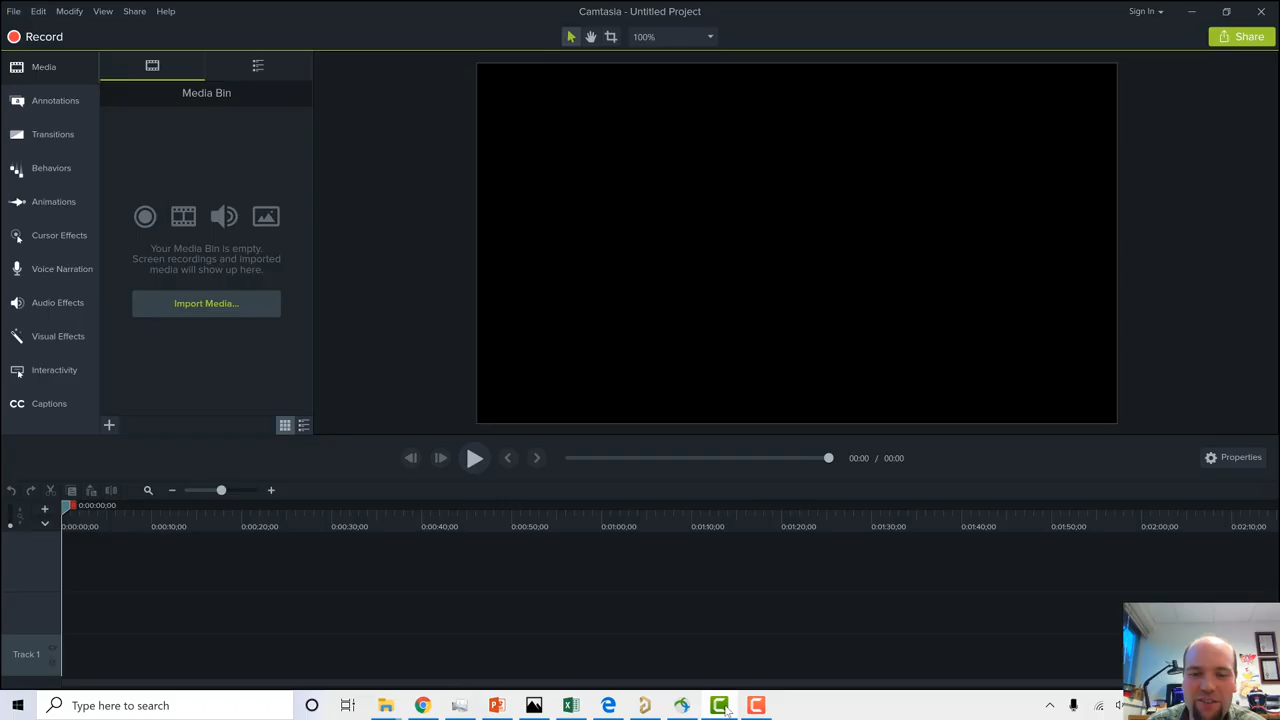 File Edit Modify View Share Help Camtasia - Untitled Project Sign In
Record 100% Share
Media
Media Bin
Annotations
Transitions
Behaviors
Animations
Cursor Effects
Voice Narration
Audio Effects
Visual Effects
Interactivity
CC Captions
Your Media Bin is empty.
Screen recordings and imported
media will show up here.
Import Media...
00:00 / 00:00 Properties
0:00:00;00
0:00:00;00 0:00:10;00 0:00:20;00 0:00:30;00 0:00:40;00 0:00:50;00 0:01:00;00 0:01:10;00 0:01:20;00 0:01:30;00 0:01:40;00 0:01:50;00 0:02:00;00 0:02:10;00
Track 1
Type here to search